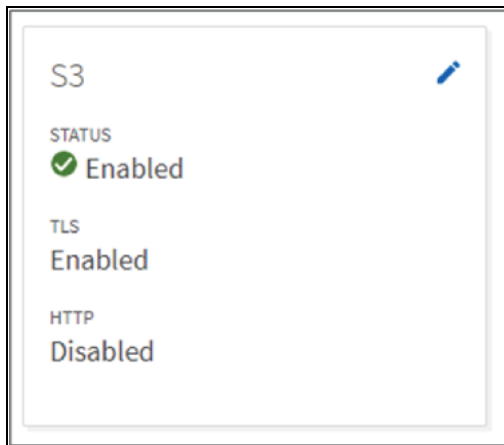 S3
STATUS
Enabled
TLS
Enabled
HTTP
Disabled